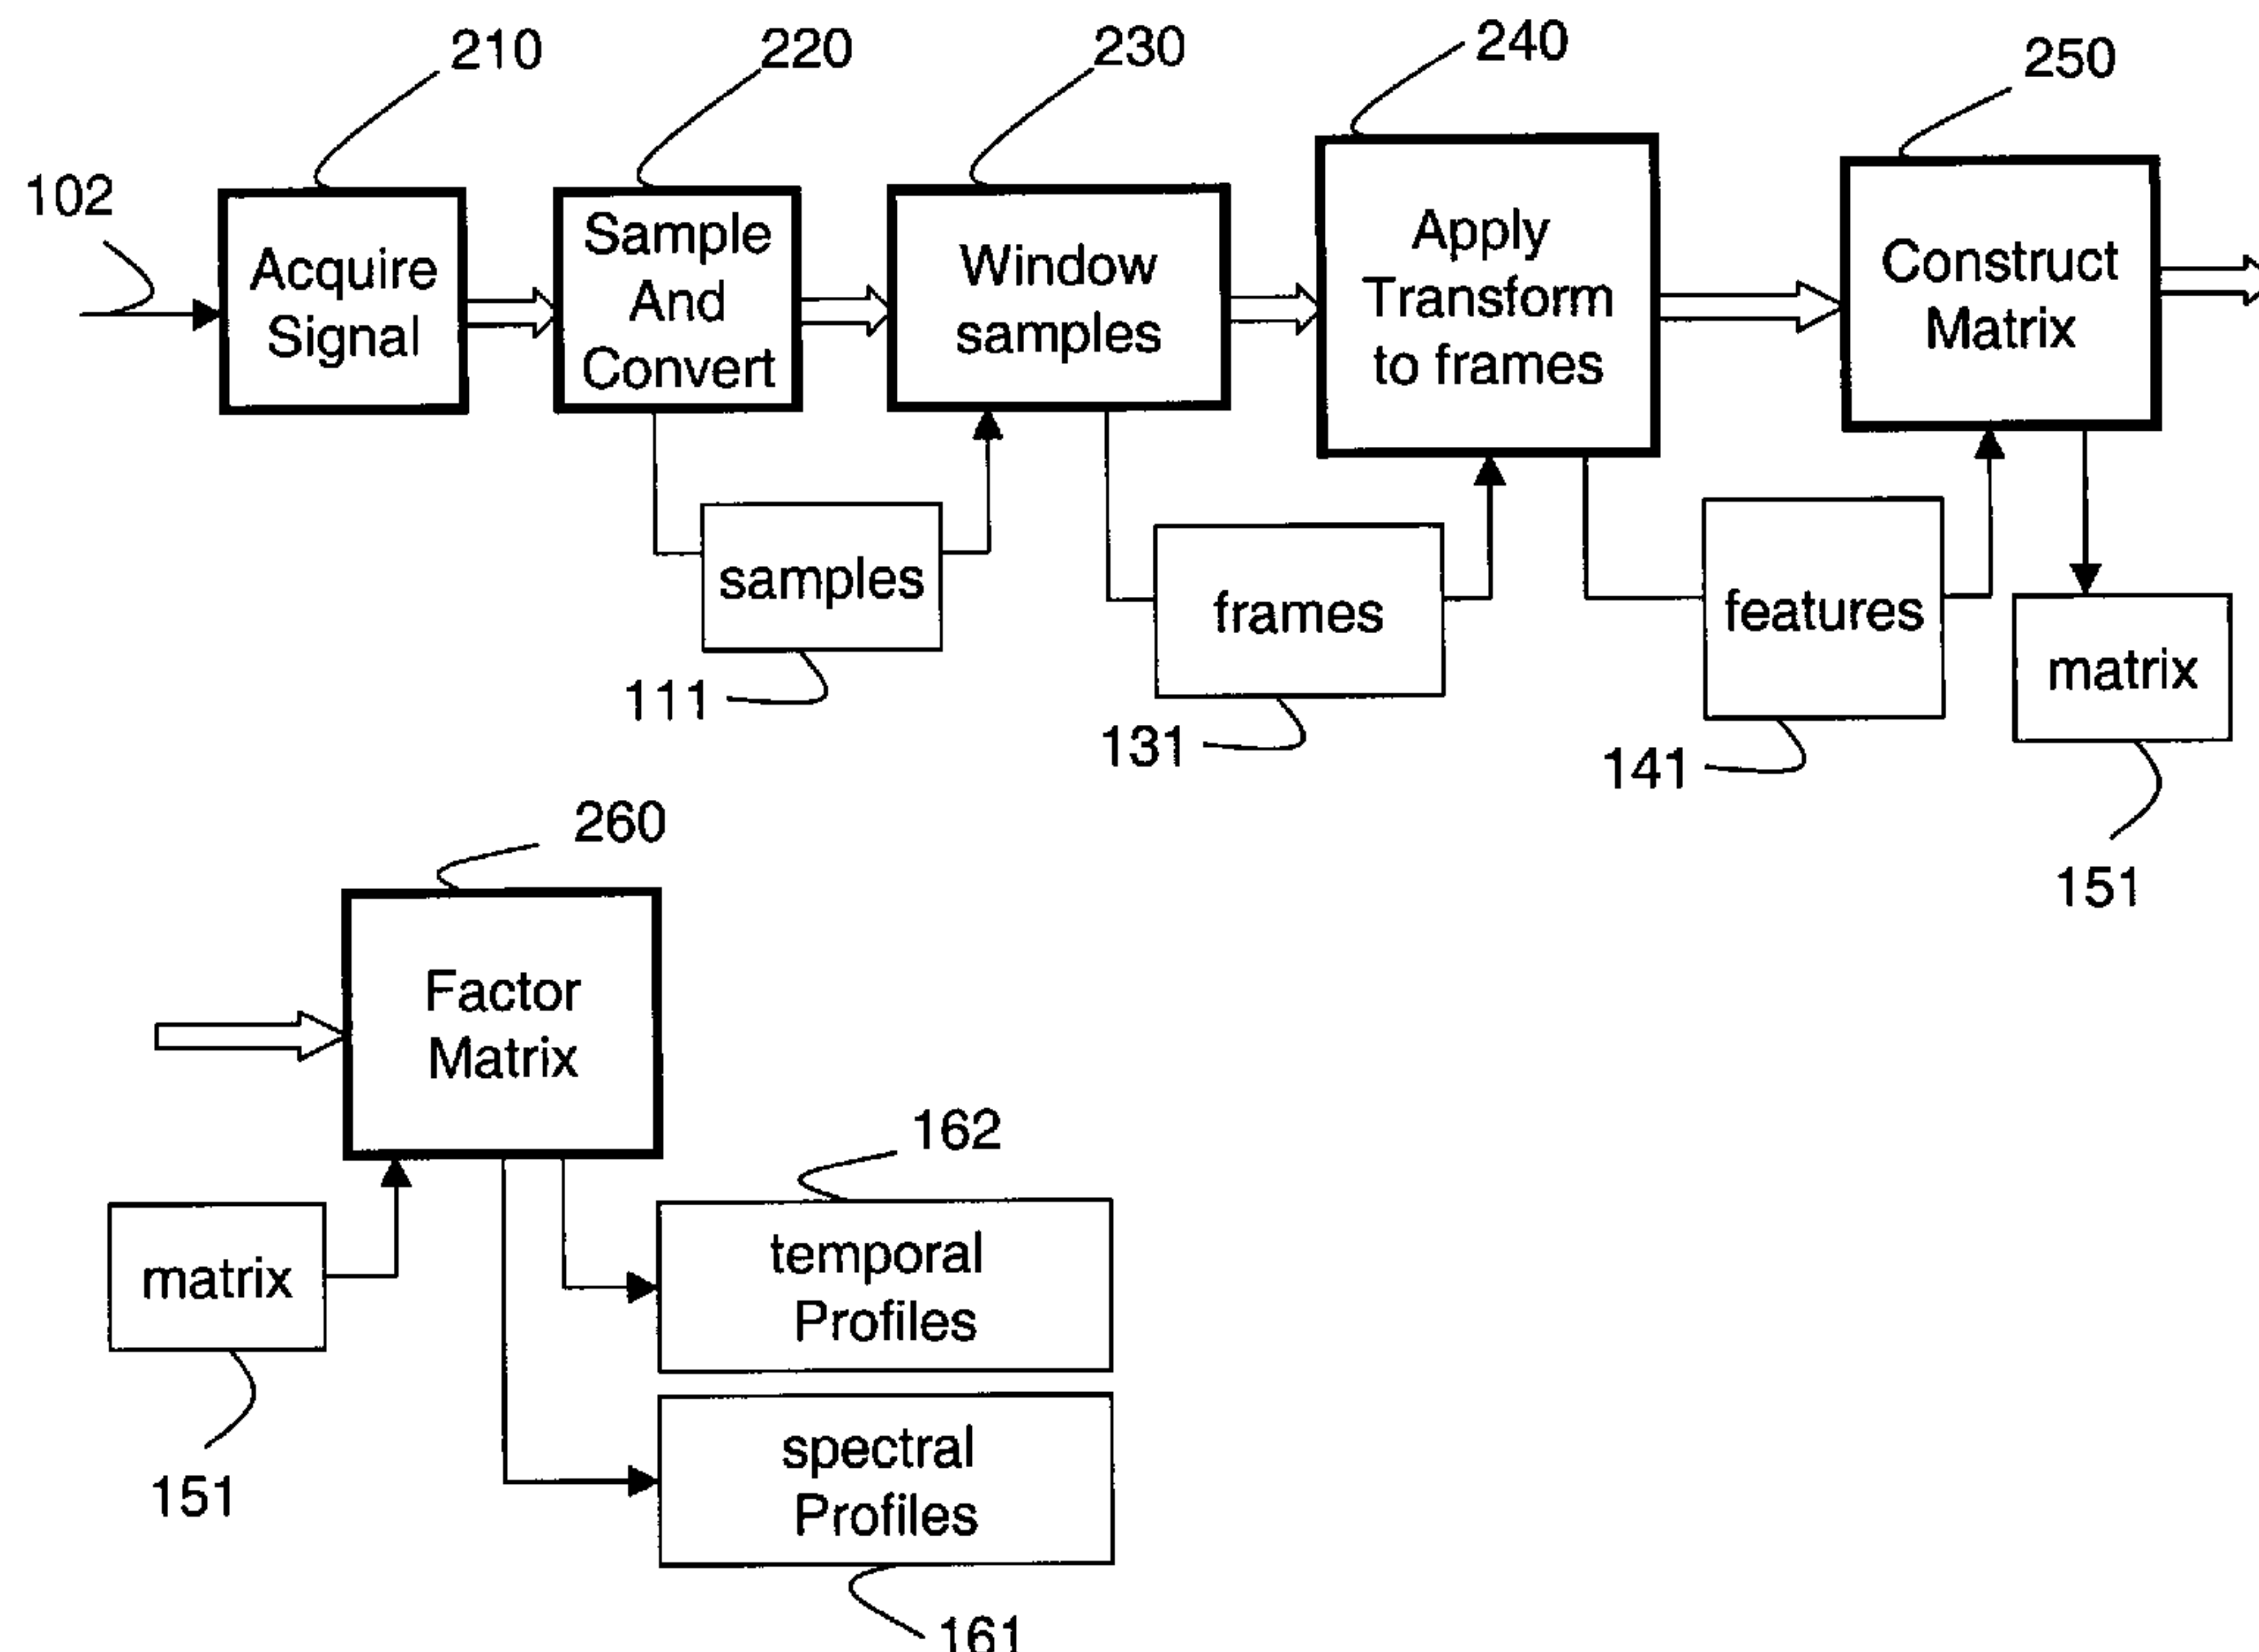 210
220
230
240
250
102
Acquire
Signal
Sample
And
Convert
Window
samples
Apply
Transform
to frames
Construct
Matrix
samples
frames
features
matrix
111
131
141
151
260
Factor
Matrix
162
matrix
temporal
Profiles
151
spectral
Profiles
161